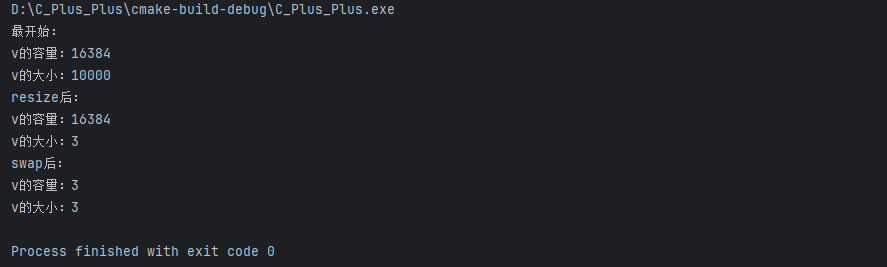 D:\C_Plus_Plus\cmake-build-debug\C_Plus_Plus.exe
最开始：
v的容量：16384
v的大小：10000
resize后：
v的容量：16384
v的大小：3
swap后：
v的容量：3
v的大小：3
Process finished with exit code 0